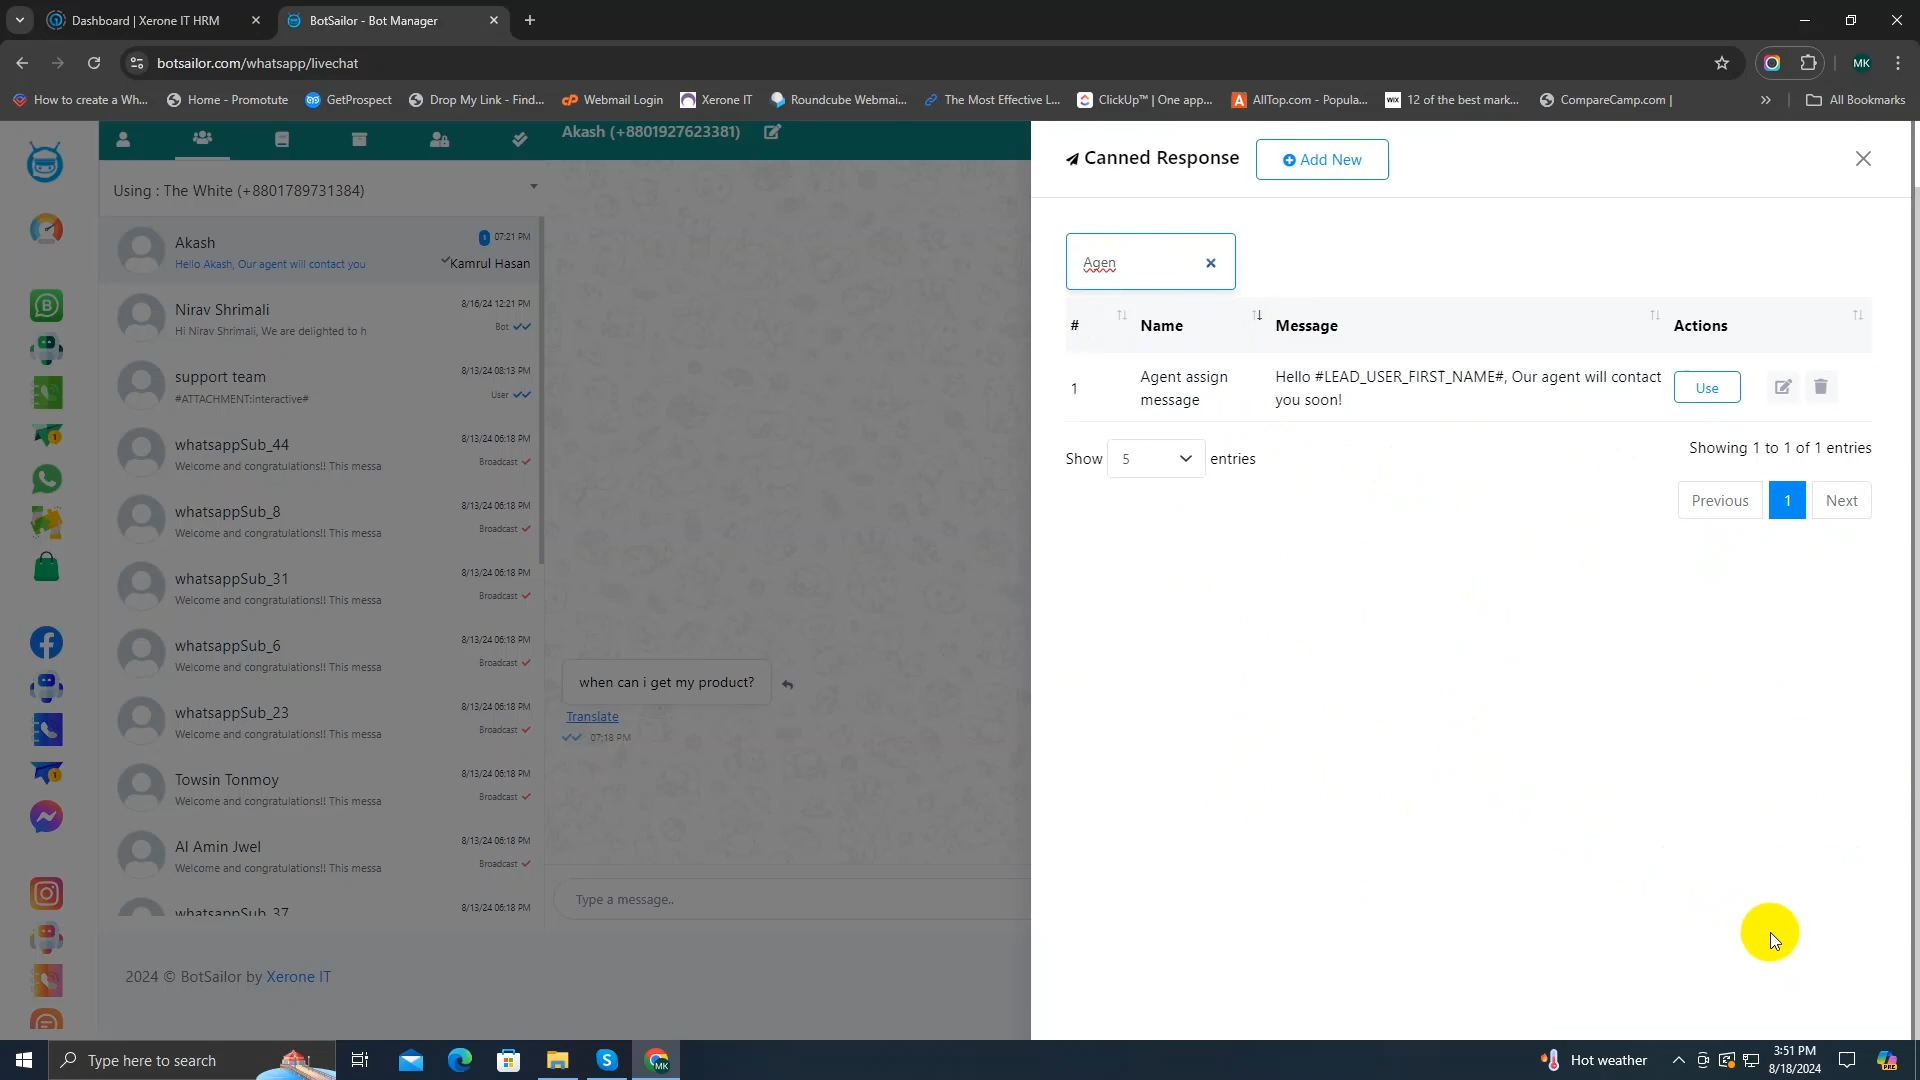 Dashboard | Xerone IT HRM
BotSailor - Bot Manager
botsailor.com/whatsapp/livechat
MK
How to create a Wh...
Home - Promotute
GetProspect
Drop My Link - Find...
Webmail Login
Xerone IT
Roundcube Webmai...
The Most Effective L...
ClickUp™ | One app...
AllTop.com - Popula...
WIX
12 of the best mark...
CompareCamp.com |
All Bookmarks
Akash (+8801927623381)
Canned Response
Add New
Using : The White (+8801789731384)
Akash
1 07:21 PM
Hello Akash, Our agent will contact you
Kamrul Hasan
Nirav Shrimali
8/16/24 12:21 PM
Hi Nirav Shrimali, We are delighted to h
Bot
support team
8/13/24 08:13 PM
#ATTACHMENT:interactive#
User
whatsappSub_44
8/13/24 06:18 PM
Welcome and congratulations!! This messa
Broadcast
whatsappSub_8
8/13/24 06:18 PM
Welcome and congratulations!! This messa
Broadcast
whatsappSub_31
8/13/24 06:18 PM
Welcome and congratulations!! This messa
Broadcast
whatsappSub_6
8/13/24 06:18 PM
Welcome and congratulations!! This messa
Broadcast
whatsappSub_23
8/13/24 06:18 PM
Welcome and congratulations!! This messa
Broadcast
Towsin Tonmoy
8/13/24 06:18 PM
Welcome and congratulations!! This messa
Broadcast
Al Amin Jwel
8/13/24 06:18 PM
Welcome and congratulations!! This messa
Broadcast
whatsappSub_37
8/13/24 06:18 PM
when can i get my product?
Translate
07:18 PM
Type a message..
2024 © BotSailor by Xerone IT
Agen
# Name Message Actions
1
Agent assign
message
Hello #LEAD_USER_FIRST_NAME#, Our agent will contact
you soon!
Use
Show 5 entries
Showing 1 to 1 of 1 entries
Previous 1 Next
Type here to search
MK
Hot weather
3:51 PM
8/18/2024
PRE